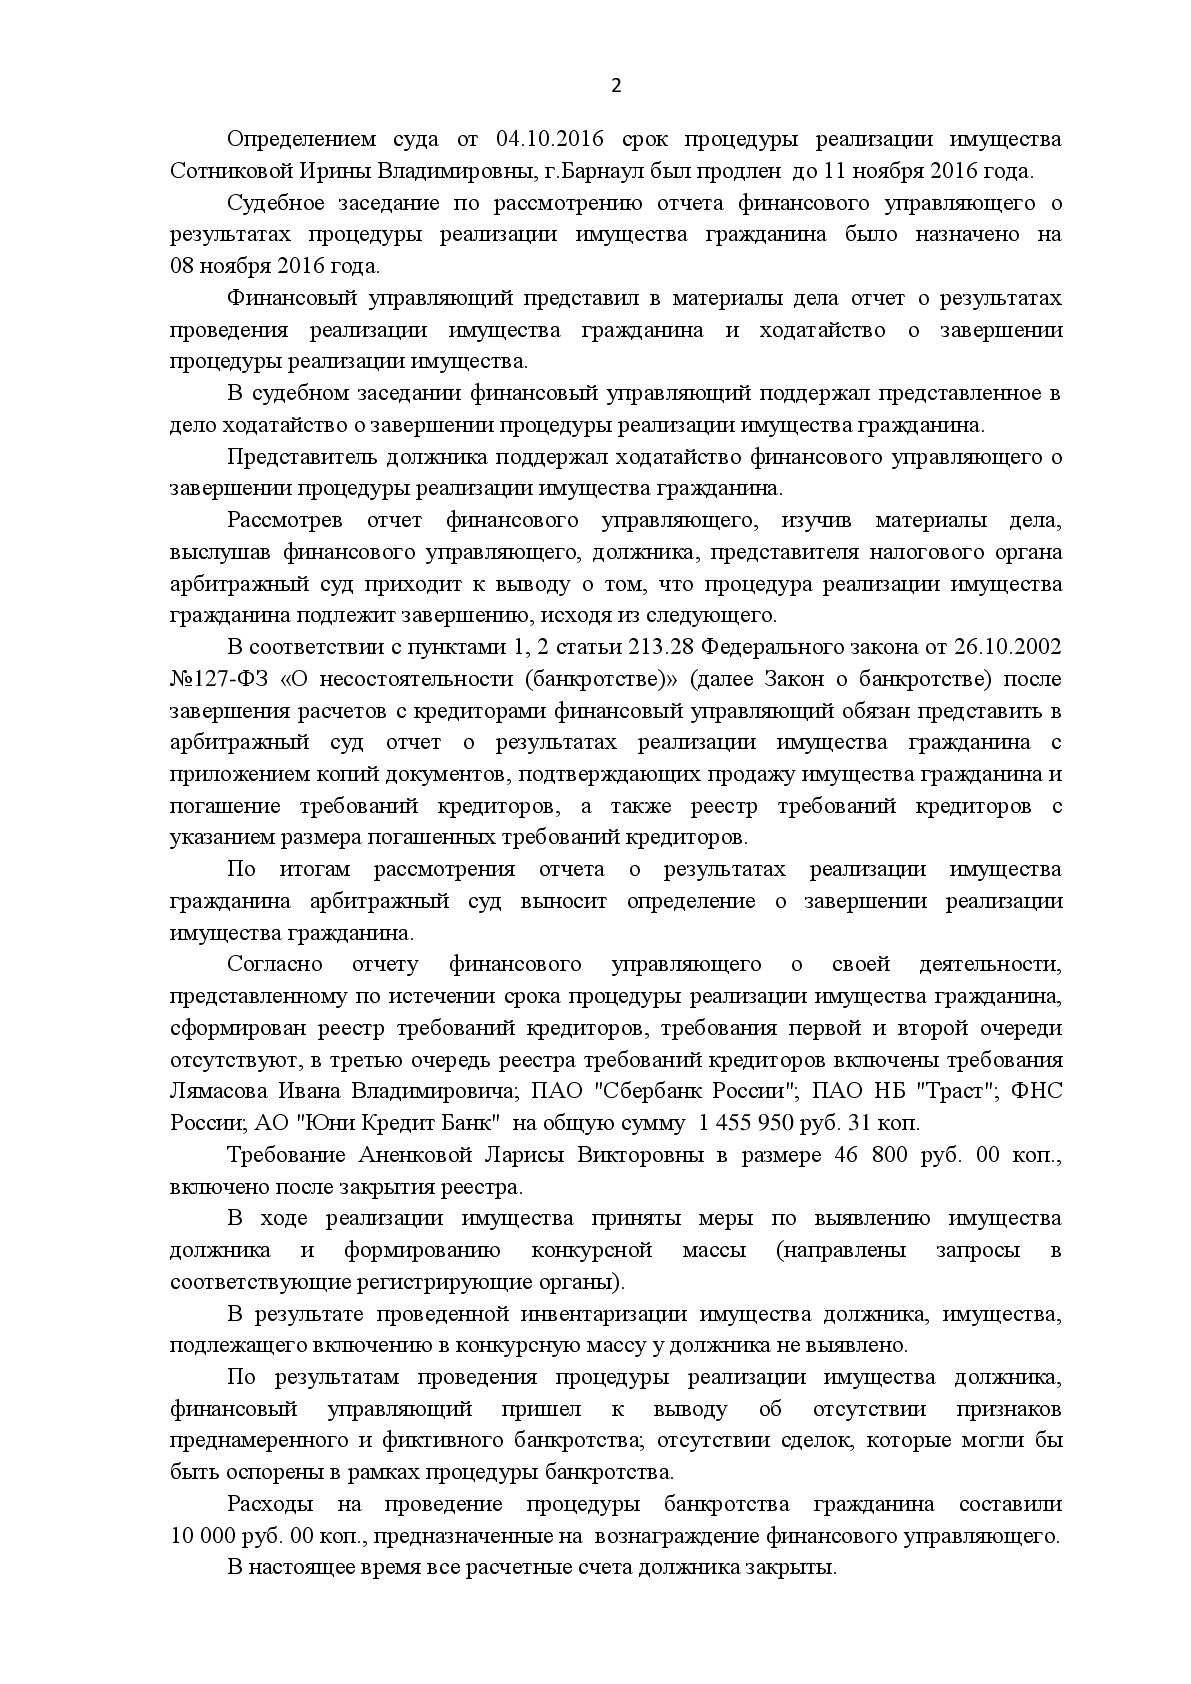 2
Определением суда от 04.10.2016 срок процедуры реализации имущества
Сотниковой Ирины Владимировны, г.Барнаул был продлен до 11 ноября 2016 года.
Судебное заседание по рассмотрению отчета финансового управляющего о
результатах процедуры реализации имущества гражданина было назначено на
08 ноября 2016 года.
Финансовый управляющий представил в материалы дела отчет о результатах
проведения реализации имущества гражданина и ходатайство о завершении
процедуры реализации имущества.
В судебном заседании финансовый управляющий поддержал представленное в
дело ходатайство о завершении процедуры реализации имущества гражданина.
Представитель должника поддержал ходатайство финансового управляющего о
завершении процедуры реализации имущества гражданина.
Рассмотрев отчет финансового управляющего, изучив материалы дела,
выслушав финансового управляющего, должника, представителя налогового органа
арбитражный суд приходит к выводу о том, что процедура реализации имущества
гражданина подлежит завершению, исходя из следующего.
В соответствии с пунктами 1, 2 статьи 213.28 Федерального закона от 26.10.2002
№127-ФЗ «О несостоятельности (банкротстве)» (далее Закон о банкротстве) после
завершения расчетов с кредиторами финансовый управляющий обязан представить в
арбитражный суд отчет о результатах реализации имущества гражданина с
приложением копий документов, подтверждающих продажу имущества гражданина и
погашение требований кредиторов, а также реестр требований кредиторов с
указанием размера погашенных требований кредиторов.
По итогам рассмотрения отчета о результатах реализации имущества
гражданина арбитражный суд выносит определение о завершении реализации
имущества гражданина.
Согласно отчету финансового управляющего о своей деятельности,
представленному по истечении срока процедуры реализации имущества гражданина,
сформирован реестр требований кредиторов, требования первой и второй очереди
отсутствуют, в третью очередь реестра требований кредиторов включены требования
Лямасова Ивана Владимировича; ПАО "Сбербанк России"; ПАО НБ "Траст"; ФНС
России; АО "Юни Кредит Банк" на общую сумму 1 455 950 руб. 31 коп.
Требование Аненковой Ларисы Викторовны в размере 46 800 руб. 00 коп.,
включено после закрытия реестра.
В ходе реализации имущества приняты меры по выявлению имущества
должника и формированию конкурсной массы (направлены запросы в
соответствующие регистрирующие органы).
В результате проведенной инвентаризации имущества должника, имущества,
подлежащего включению в конкурсную массу у должника не выявлено.
По результатам проведения процедуры реализации имущества должника,
финансовый управляющий пришел к выводу об отсутствии признаков
преднамеренного и фиктивного банкротства; отсутствии сделок, которые могли бы
быть оспорены в рамках процедуры банкротства.
Расходы на проведение процедуры банкротства гражданина составили
10 000 руб. 00 коп., предназначенные на вознаграждение финансового управляющего.
В настоящее время все расчетные счета должника закрыты.